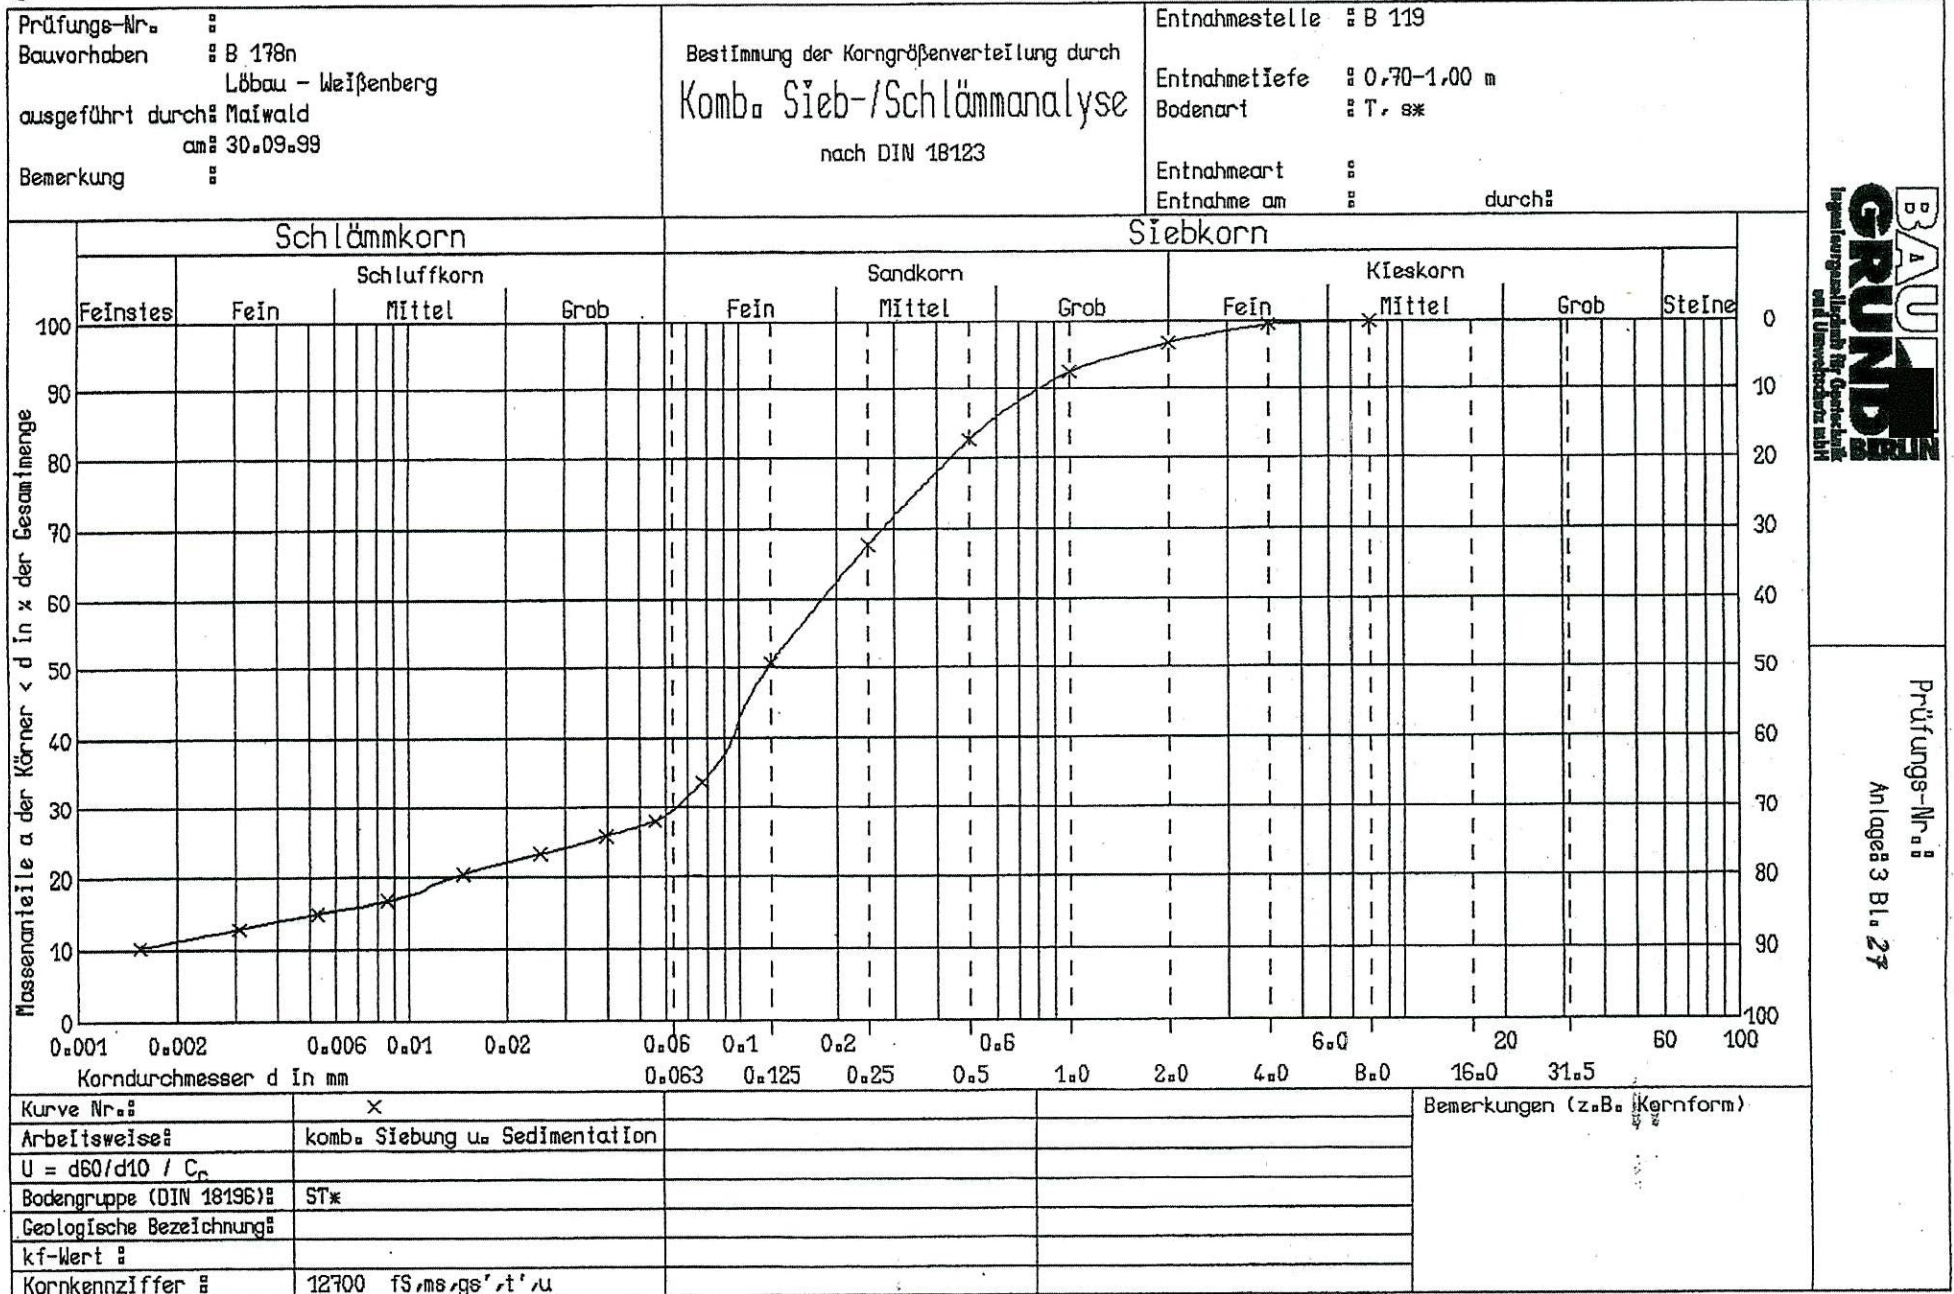 Prüfungs-Nr. :
Bauvorhaben : B 178n
Löbau - Weißenberg
ausgeführt durch: Maiwald
am: 30.09.99
Bemerkung :
Bestimmung der Korngrößenverteilung durch
Komb. Sieb-/Schlämmanalyse
nach DIN 18123
Entnahmestelle : B 119
Entnahmetiefe : 0,70-1,00 m
Bodenart : T, s*
Entnahmeart :
Entnahme am : durch:
Schlämmkorn Siebkorn
Schluffkorn Sandkorn Kieskorn
Feinstes Fein Mittel Grob Fein Mittel Grob Fein Mittel Grob Steine
Massenanteile a der Körner < d in % der Gesamtmenge
100 0
90 10
80 20
70 30
60 40
50 50
40 60
30 70
20 80
10 90
0 100
0.001 0.002 0.006 0.01 0.02 0.06 0.1 0.2 0.6 6.0 20 60 100
Korndurchmesser d in mm 0.063 0.125 0.25 0.5 1.0 2.0 4.0 8.0 16.0 31.5
Kurve Nr.: ×
Arbeitsweise: komb. Siebung u. Sedimentation
U = d60/d10 / Cc
Bodengruppe (DIN 18196): ST*
Geologische Bezeichnung:
kf-Wert :
Kornkennziffer : 12700 fS,ms,gs',t',u
Bemerkungen (z.B. Kornform)
BAU
GRUND
BERLIN
Ingenieurgesellschaft für Geotechnik
und Umweltschutz mbH
Prüfungs-Nr.:
Anlage: 3 Bl. 27